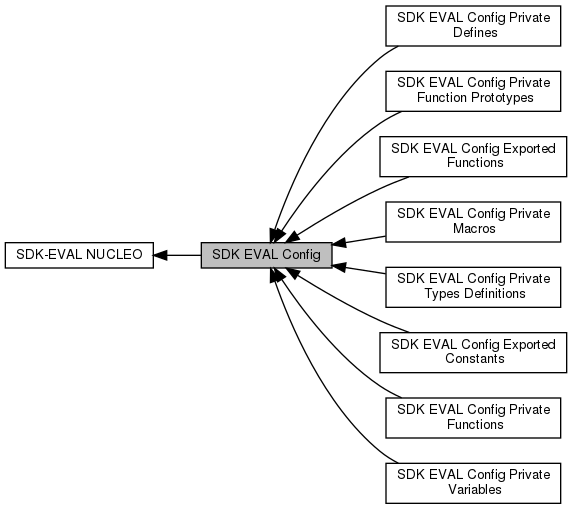 SDK EVAL Config Private
Defines
SDK EVAL Config Private
Function Prototypes
SDK EVAL Config Exported
Functions
SDK EVAL Config Private
Macros
SDK-EVAL NUCLEO
SDK EVAL Config
SDK EVAL Config Private
Types Definitions
SDK EVAL Config Exported
Constants
SDK EVAL Config Private
Functions
SDK EVAL Config Private
Variables